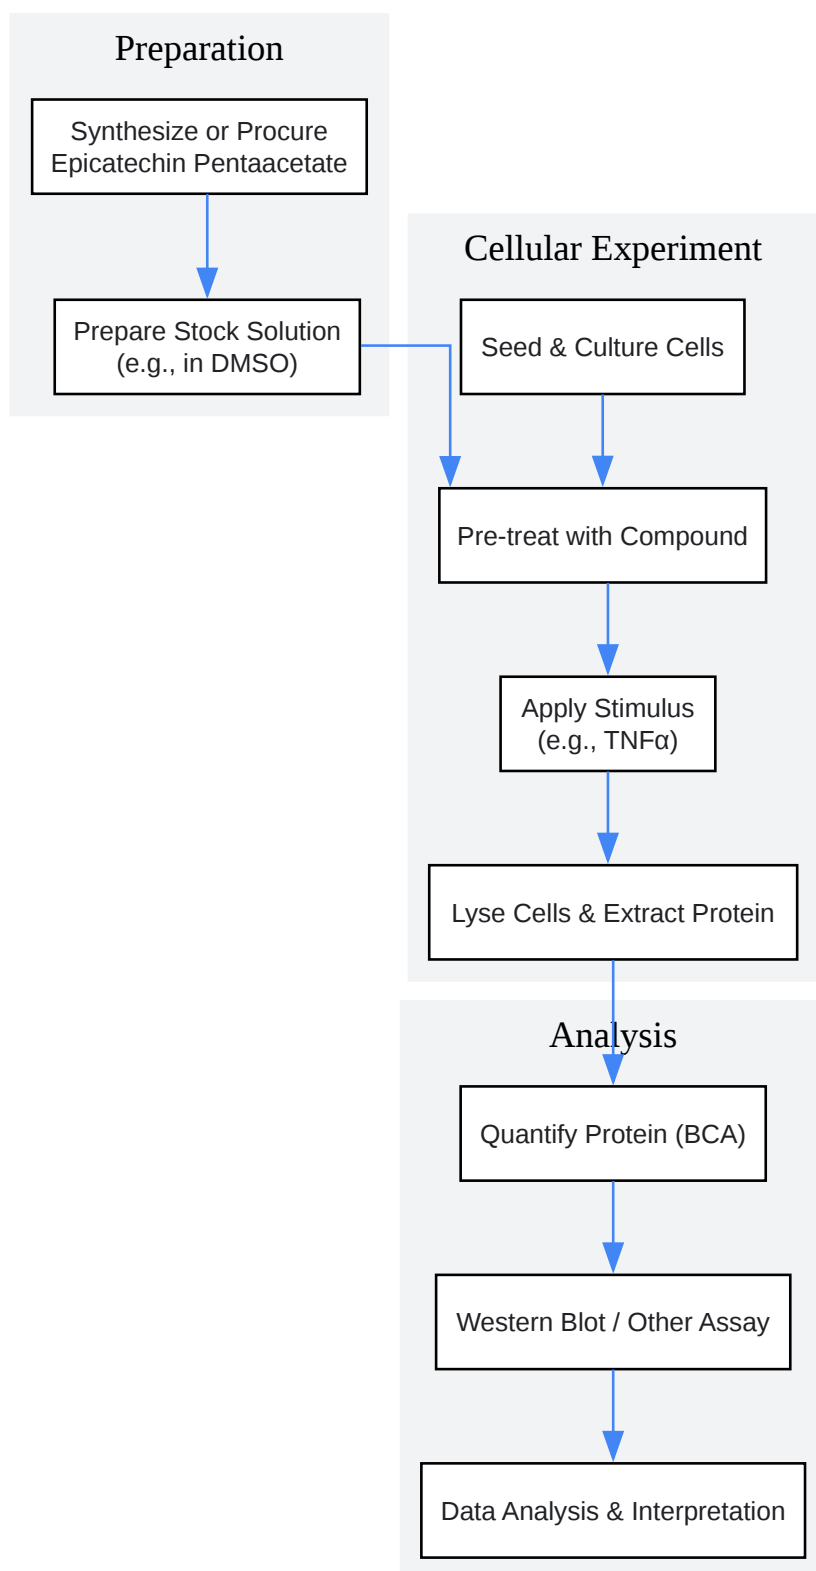 Preparation
Synthesize or Procure
Epicatechin Pentaacetate
Prepare Stock Solution
(e.g., in DMSO)
Cellular Experiment
Seed & Culture Cells
Pre-treat with Compound
Apply Stimulus
(e.g., TNFα)
Lyse Cells & Extract Protein
Analysis
Quantify Protein (BCA)
Western Blot / Other Assay
Data Analysis & Interpretation